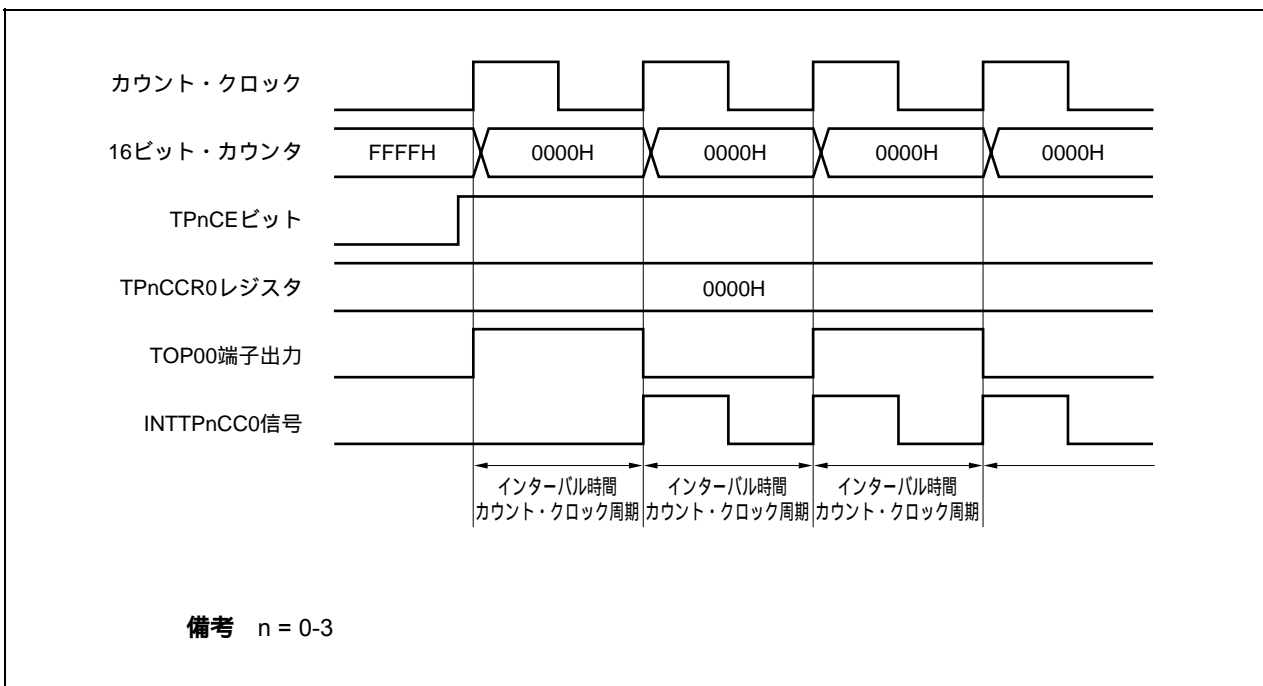 カウント・クロック
16ビット・カウンタ FFFFH 0000H 0000H 0000H 0000H
TPnCEビット
TPnCCR0レジスタ 0000H
TOP00端子出力
INTTPnCC0信号
インターバル時間 インターバル時間 インターバル時間
カウント・クロック周期 カウント・クロック周期 カウント・クロック周期
備考 n = 0-3